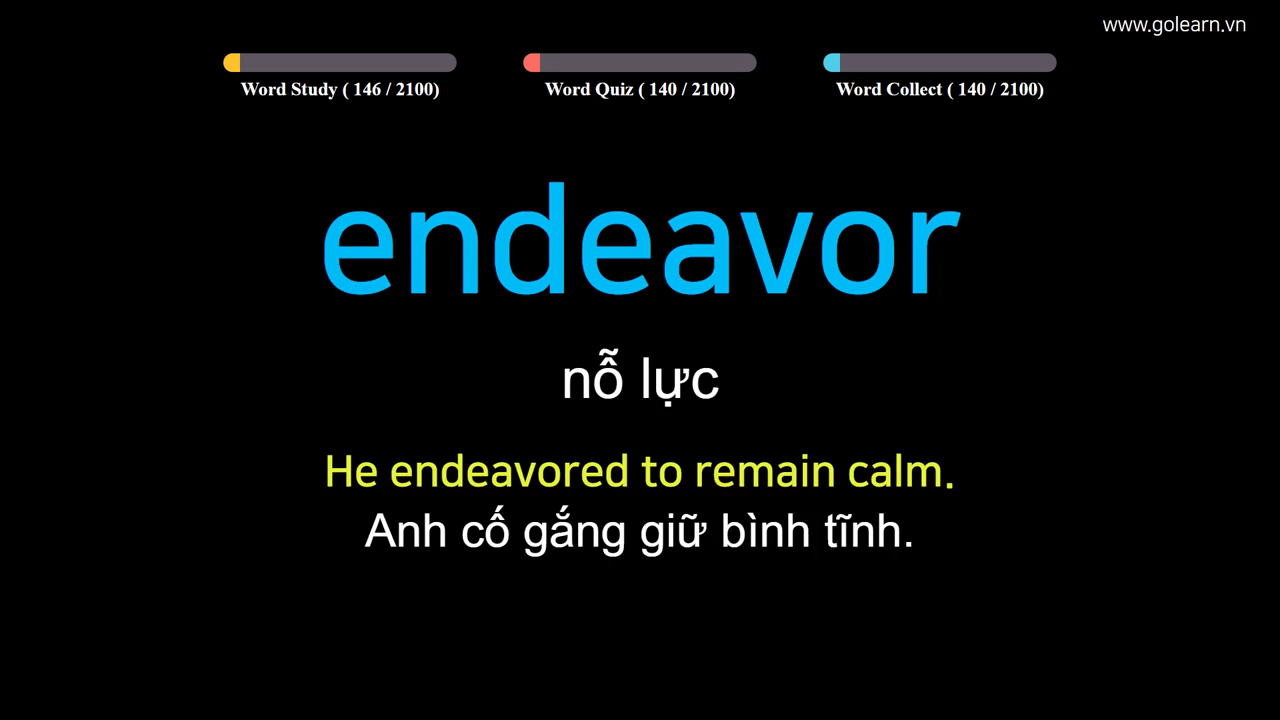 www.golearn.vn
Word Study ( 146 / 2100)
Word Quiz ( 140 / 2100)
Word Collect ( 140 / 2100)
endeavor
nỗ lực
He endeavored to remain calm.
Anh cố gắng giữ bình tĩnh.